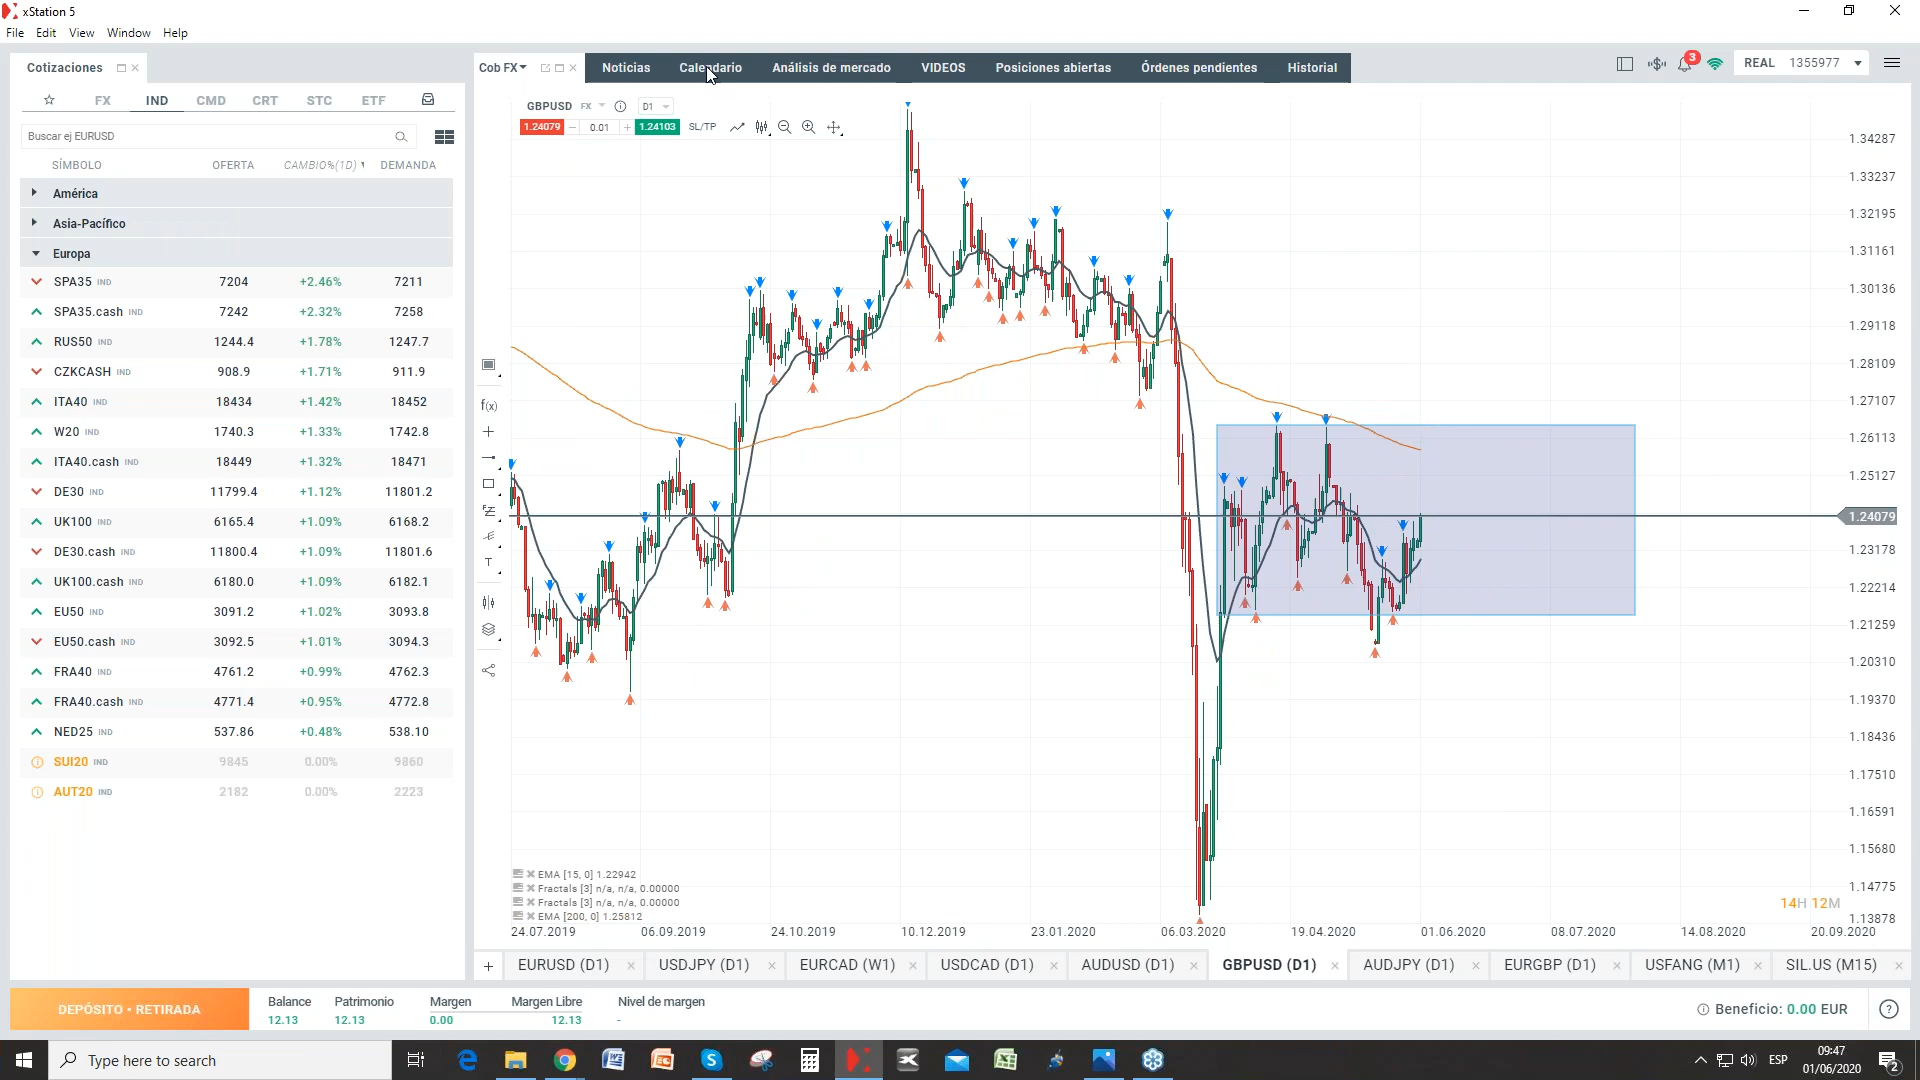 xStation 5
File Edit View Window Help
Cotizaciones
Cob FX Noticias Calendario Análisis de mercado VIDEOS Posiciones abiertas Órdenes pendientes Historial
3 REAL 1355977
FX IND CMD CRT STC ETF
Buscar ej EURUSD
SÍMBOLO OFERTA CAMBIO%(1D) DEMANDA
América
Asia-Pacífico
Europa
SPA35 IND 7204 +2.46% 7211
SPA35.cash IND 7242 +2.32% 7258
RUS50 IND 1244.4 +1.78% 1247.7
CZKCASH IND 908.9 +1.71% 911.9
ITA40 IND 18434 +1.42% 18452
W20 IND 1740.3 +1.33% 1742.8
ITA40.cash IND 18449 +1.32% 18471
DE30 IND 11799.4 +1.12% 11801.2
UK100 IND 6165.4 +1.09% 6168.2
DE30.cash IND 11800.4 +1.09% 11801.6
UK100.cash IND 6180.0 +1.09% 6182.1
EU50 IND 3091.2 +1.02% 3093.8
EU50.cash IND 3092.5 +1.01% 3094.3
FRA40 IND 4761.2 +0.99% 4762.3
FRA40.cash IND 4771.4 +0.95% 4772.8
NED25 IND 537.86 +0.48% 538.10
SUI20 IND 9845 0.00% 9860
AUT20 IND 2182 0.00% 2223
GBPUSD FX D1
1.24079 0.01 1.24103 SL/TP
f(x)
T
1.34287
1.33237
1.32195
1.31161
1.30136
1.29118
1.28109
1.27107
1.26113
1.25127
1.24079
1.23178
1.22214
1.21259
1.20310
1.19370
1.18436
1.17510
1.16591
1.15680
1.14775
1.13878
EMA [15, 0] 1.22942
Fractals [3] n/a, n/a, 0.00000
Fractals [3] n/a, n/a, 0.00000
EMA [200, 0] 1.25812
14H 12M
24.07.2019 06.09.2019 24.10.2019 10.12.2019 23.01.2020 06.03.2020 19.04.2020 01.06.2020 08.07.2020 14.08.2020 20.09.2020
EURUSD (D1) USDJPY (D1) EURCAD (W1) USDCAD (D1) AUDUSD (D1) GBPUSD (D1) AUDJPY (D1) EURGBP (D1) USFANG (M1) SIL.US (M15)
DEPÓSITO • RETIRADA
Balance Patrimonio Margen Margen Libre Nivel de margen
12.13 12.13 0.00 12.13 -
Beneficio: 0.00 EUR
Type here to search
ESP
09:47
01/06/2020
2